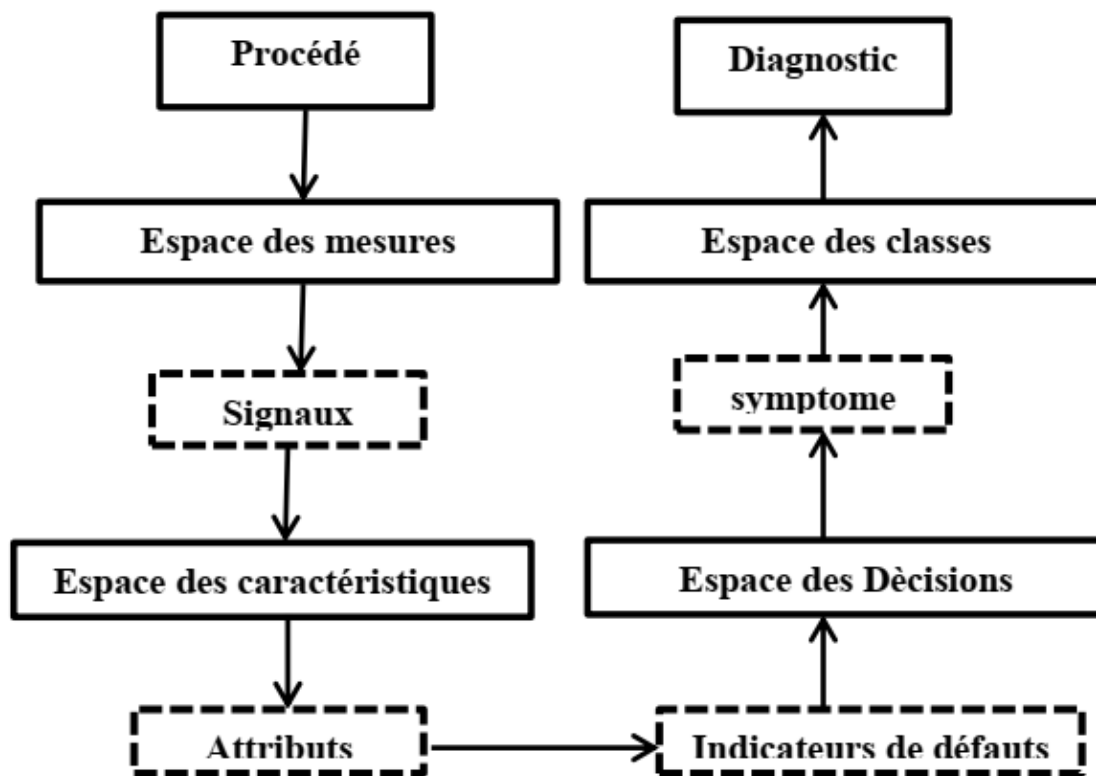 Procédé
Espace des mesures
Signaux
Espace des caractéristiques
Attributs
Indicateurs de défauts
Espace des Dècisions
symptome
Espace des classes
Diagnostic